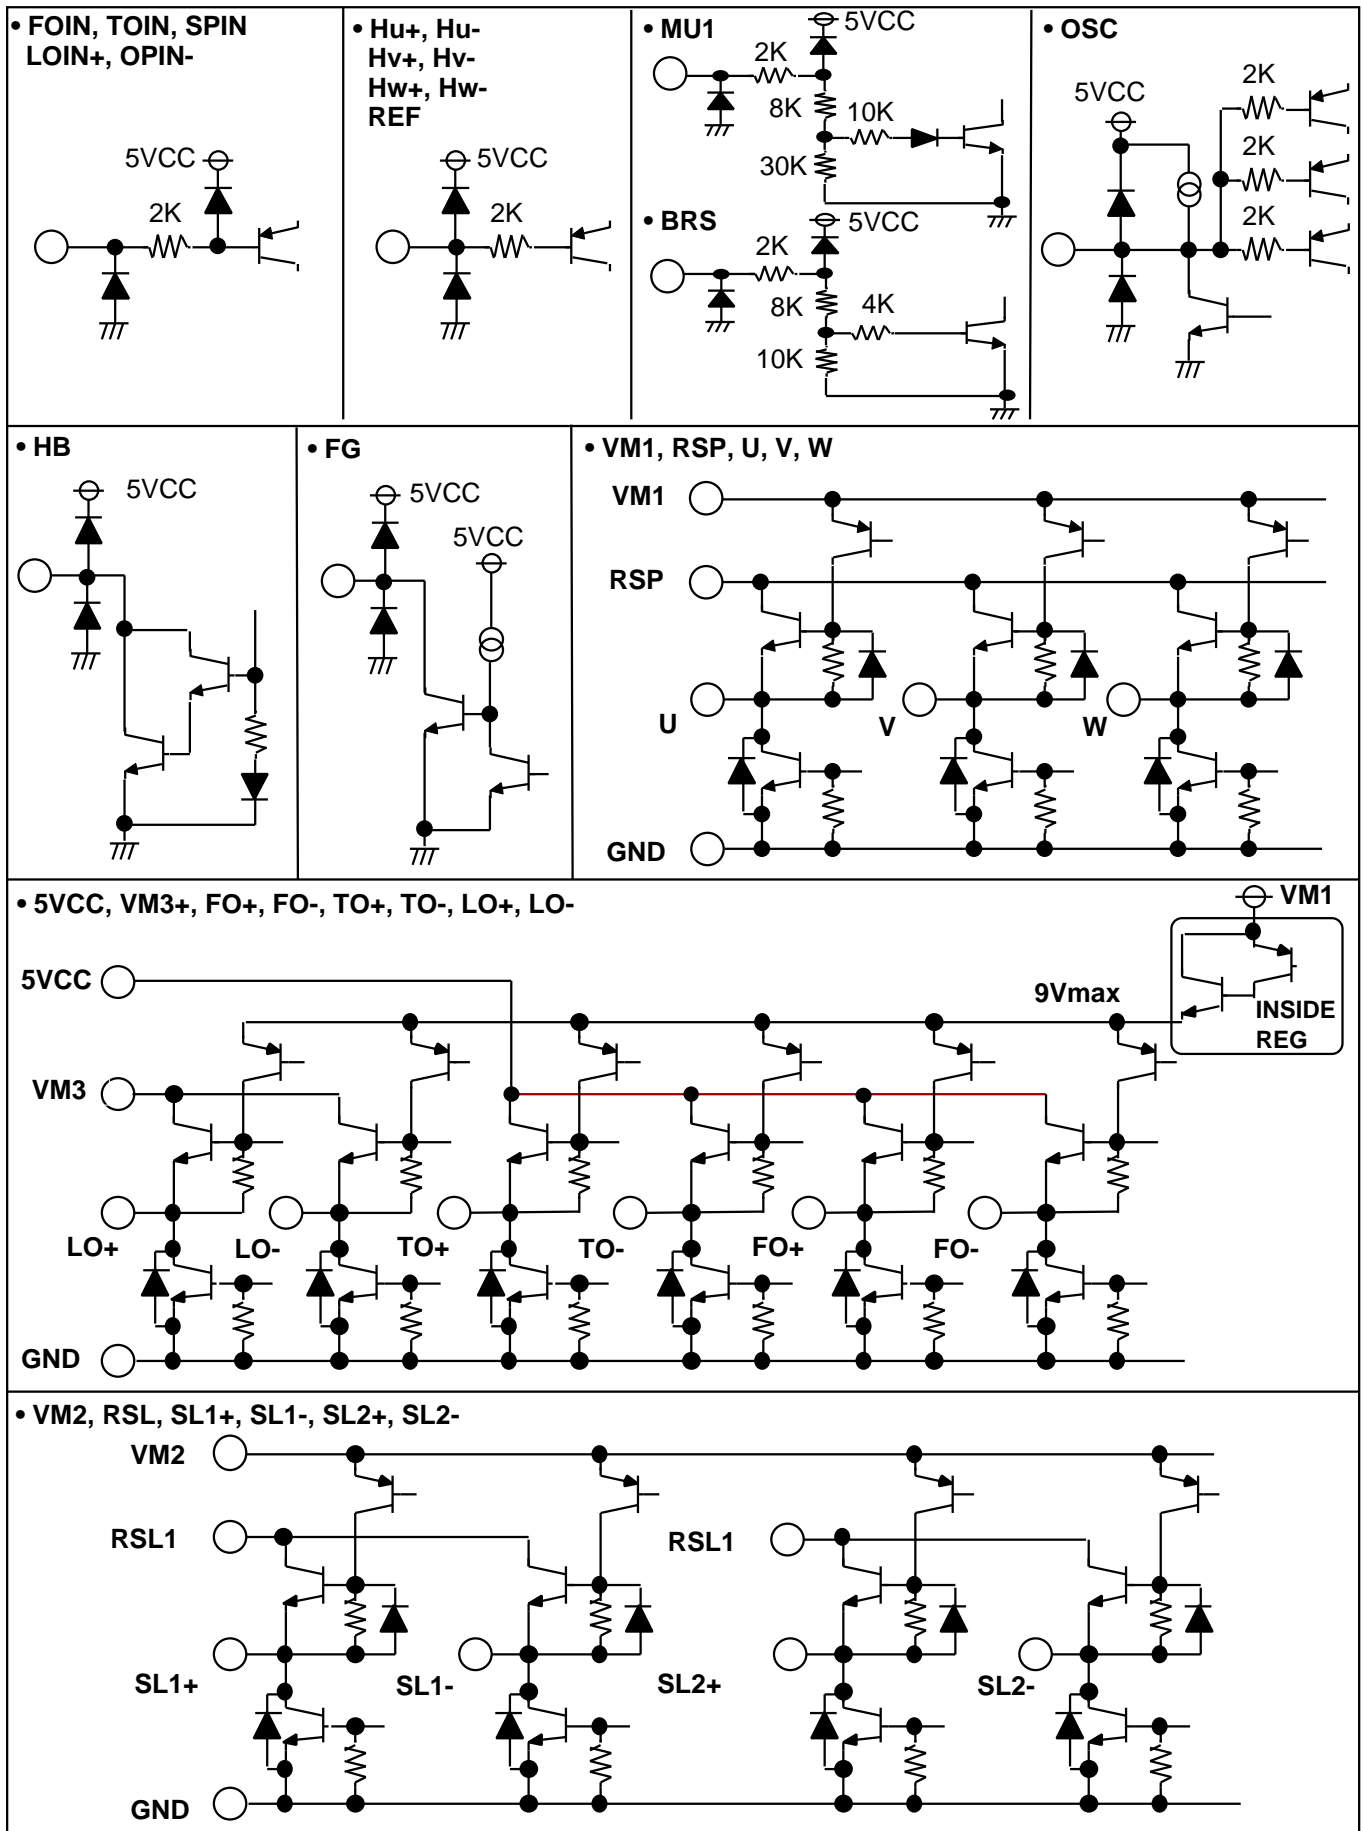 • FOIN, TOIN, SPIN
LOIN+, OPIN-
5VCC
2K
• Hu+, Hu-
Hv+, Hv-
Hw+, Hw-
REF
5VCC
2K
• MU1
5VCC
2K
8K
10K
30K
• BRS
5VCC
2K
8K
4K
10K
• OSC
5VCC
2K
2K
2K
• HB
5VCC
• FG
5VCC
5VCC
• VM1, RSP, U, V, W
VM1
RSP
U
V
W
GND
• 5VCC, VM3+, FO+, FO-, TO+, TO-, LO+, LO-
VM1
5VCC
9Vmax
INSIDE
REG
VM3
LO+
LO-
TO+
TO-
FO+
FO-
GND
• VM2, RSL, SL1+, SL1-, SL2+, SL2-
VM2
RSL1
RSL1
SL1+
SL1-
SL2+
SL2-
GND